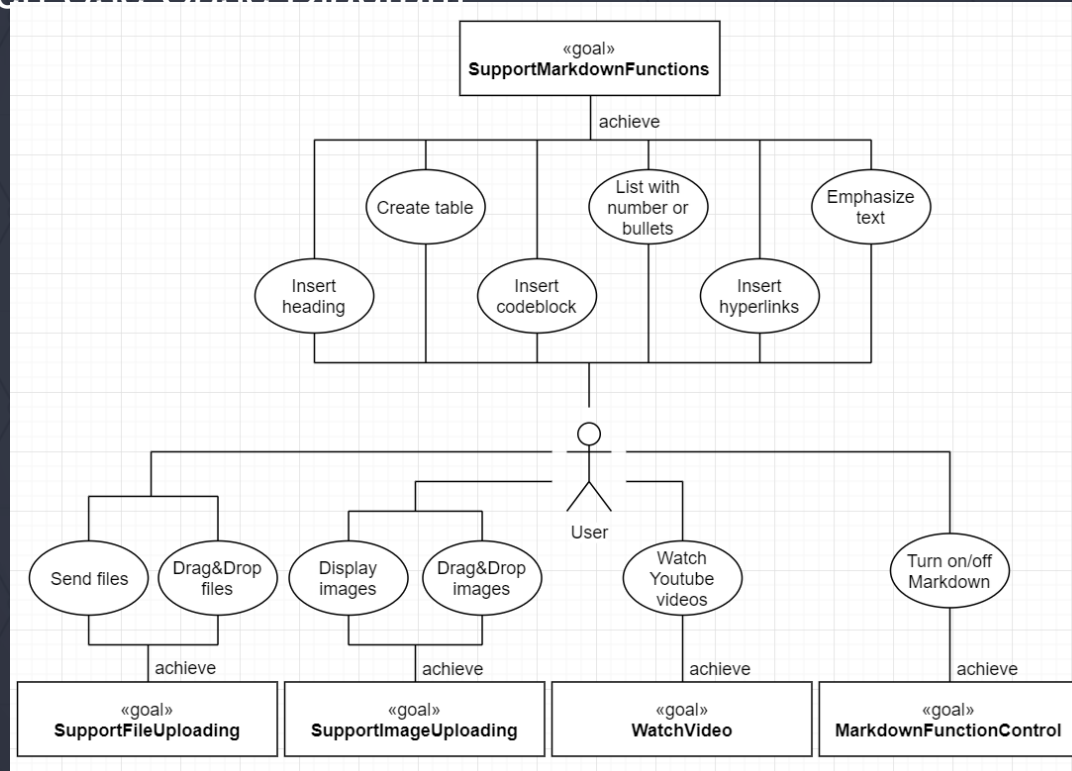 «goal»
SupportMarkdownFunctions
achieve
Create table
List with
number or
bullets
Emphasize
text
Insert
heading
Insert
codeblock
Insert
hyperlinks
User
Send files
Drag&Drop
files
Display
images
Drag&Drop
images
Watch
Youtube
videos
Turn on/off
Markdown
achieve
achieve
achieve
achieve
«goal»
SupportFileUploading
«goal»
SupportImageUploading
«goal»
WatchVideo
«goal»
MarkdownFunctionControl